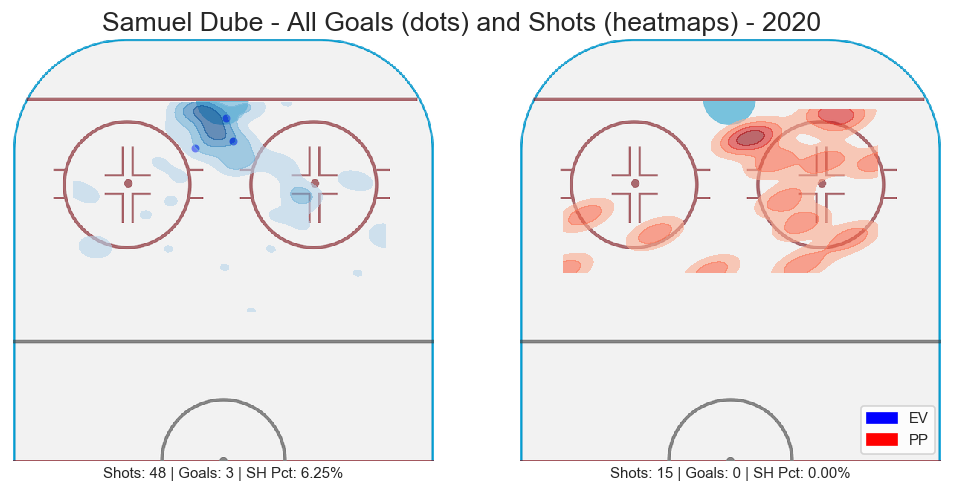 Samuel Dube - All Goals (dots) and Shots (heatmaps) - 2020
EV
PP
Shots: 48 | Goals: 3 | SH Pct: 6.25%
Shots: 15 | Goals: 0 | SH Pct: 0.00%